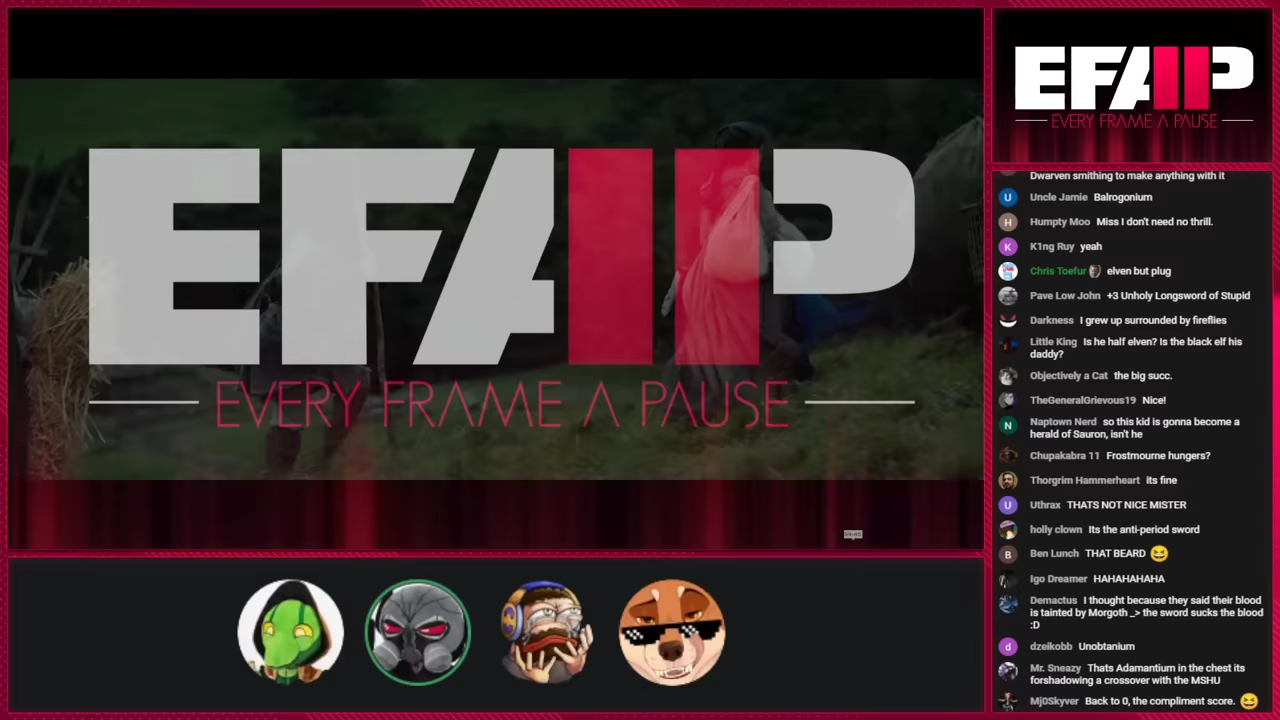 EFAP
EVERY FRAME A PAUSE
EFAP
EVERY FRAME A PAUSE
Dwarven smithing to make anything with it
U Uncle Jamie Balrogonium
H Humpty Moo Miss I don't need no thrill.
K K1ng Ruy yeah
Chris Toefur elven but plug
Pave Low John +3 Unholy Longsword of Stupid
Darkness I grew up surrounded by fireflies
Little King Is he half elven? Is the black elf his
daddy?
Objectively a Cat the big succ.
TheGeneralGrievous19 Nice!
N Naptown Nerd so this kid is gonna become a
herald of Sauron, isn't he
Chupakabra 11 Frostmourne hungers?
Thorgrim Hammerheart its fine
U Uthrax THATS NOT NICE MISTER
holly clown Its the anti-period sword
B Ben Lunch THAT BEARD 😆
Igo Dreamer HAHAHAHAHA
Demactus I thought because they said their blood
is tainted by Morgoth _> the sword sucks the blood
:D
d dzeikobb Unobtanium
Mr. Sneazy Thats Adamantium in the chest its
forshadowing a crossover with the MSHU
Mj0Skyver Back to 0, the compliment score. 😆